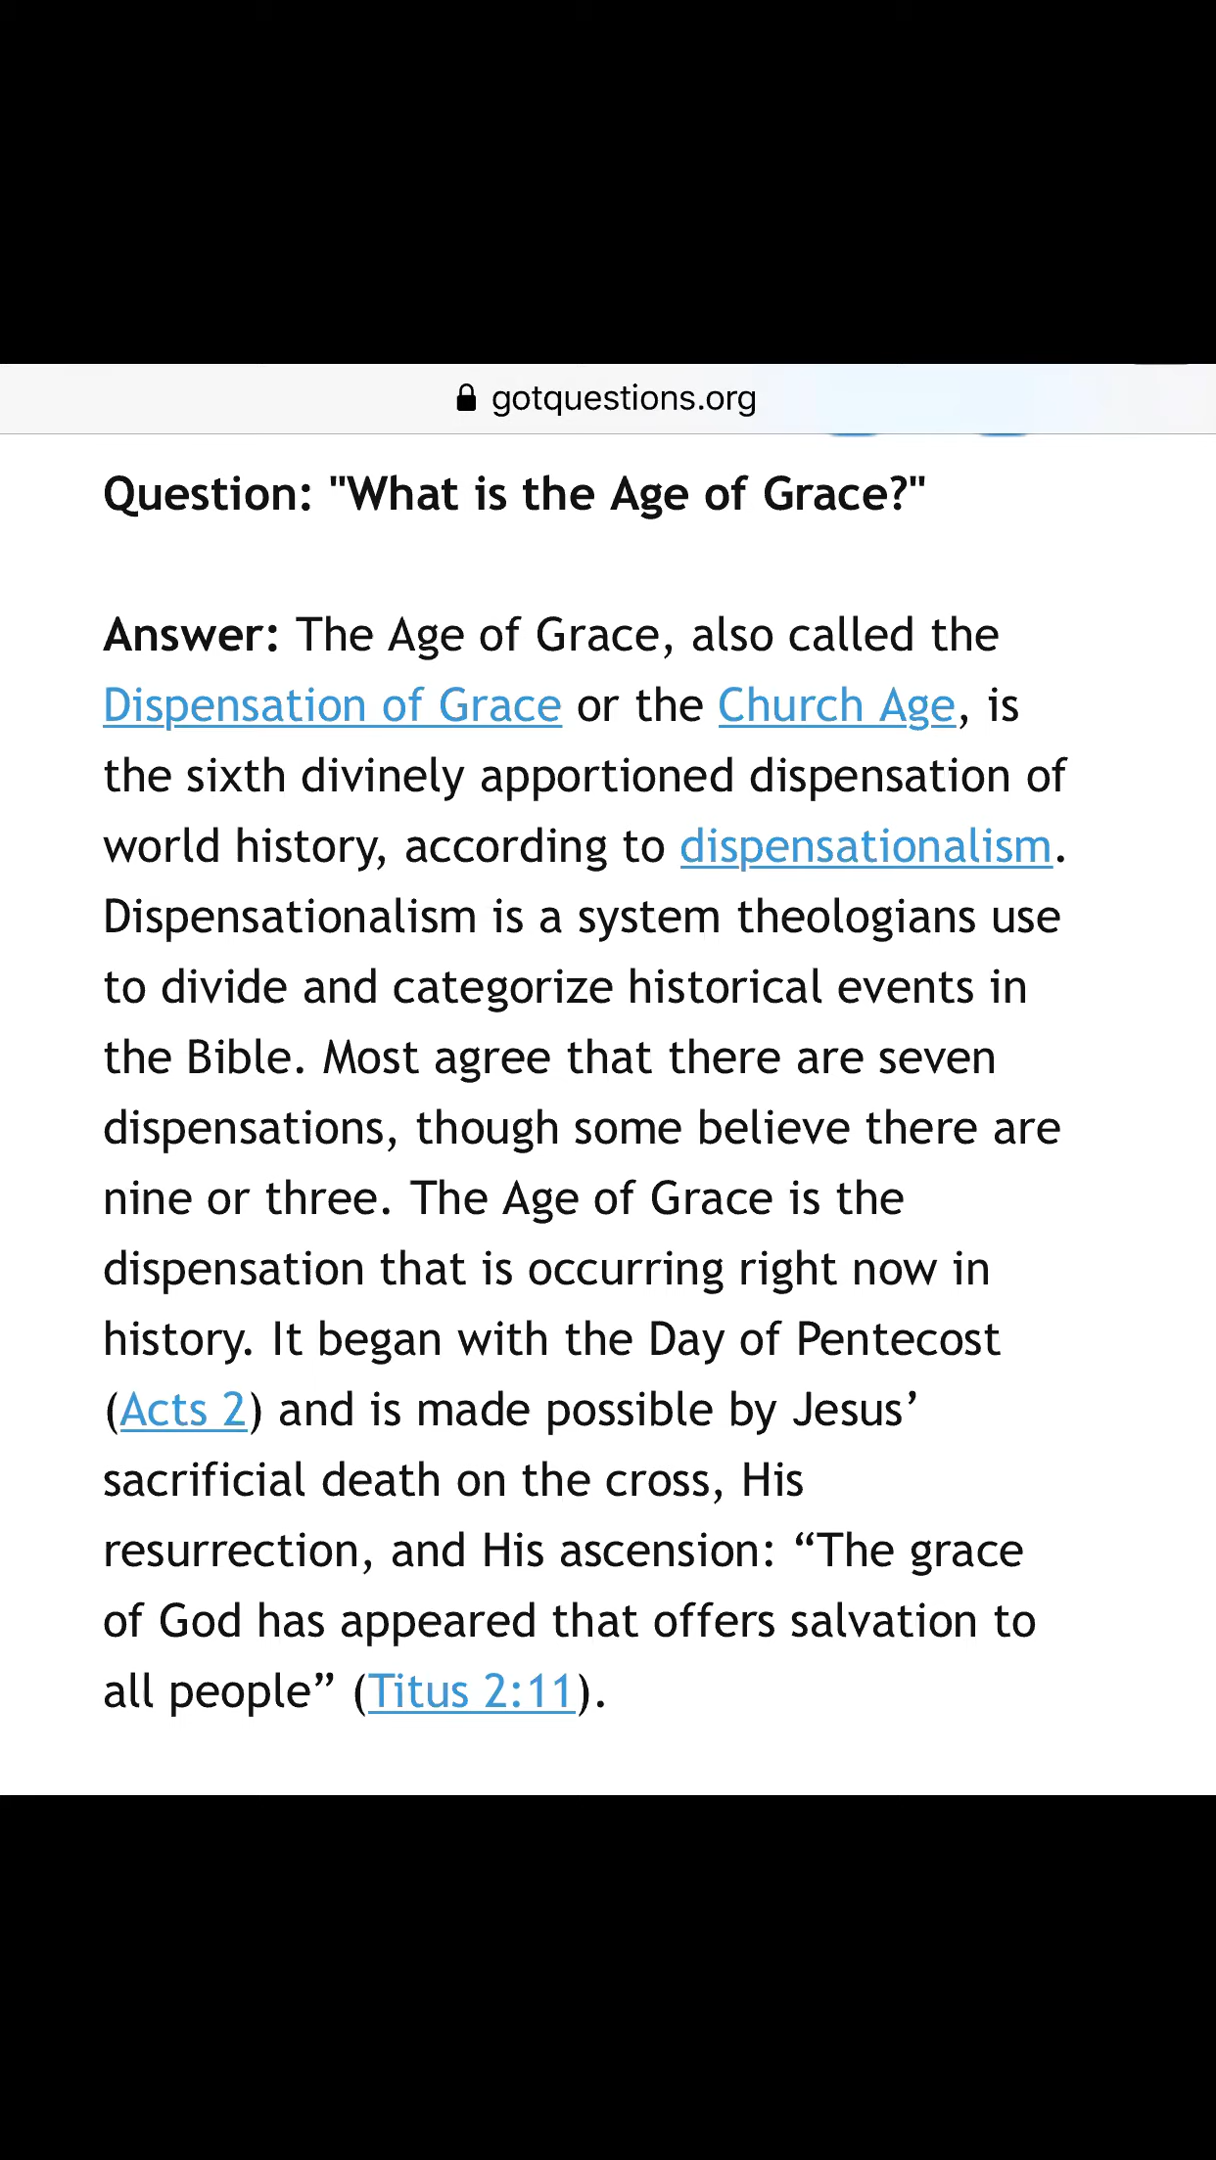 gotquestions.org
Question: "What is the Age of Grace?"
Answer: The Age of Grace, also called the
Dispensation of Grace or the Church Age, is
the sixth divinely apportioned dispensation of
world history, according to dispensationalism.
Dispensationalism is a system theologians use
to divide and categorize historical events in
the Bible. Most agree that there are seven
dispensations, though some believe there are
nine or three. The Age of Grace is the
dispensation that is occurring right now in
history. It began with the Day of Pentecost
(Acts 2) and is made possible by Jesus’
sacrificial death on the cross, His
resurrection, and His ascension: “The grace
of God has appeared that offers salvation to
all people” (Titus 2:11).